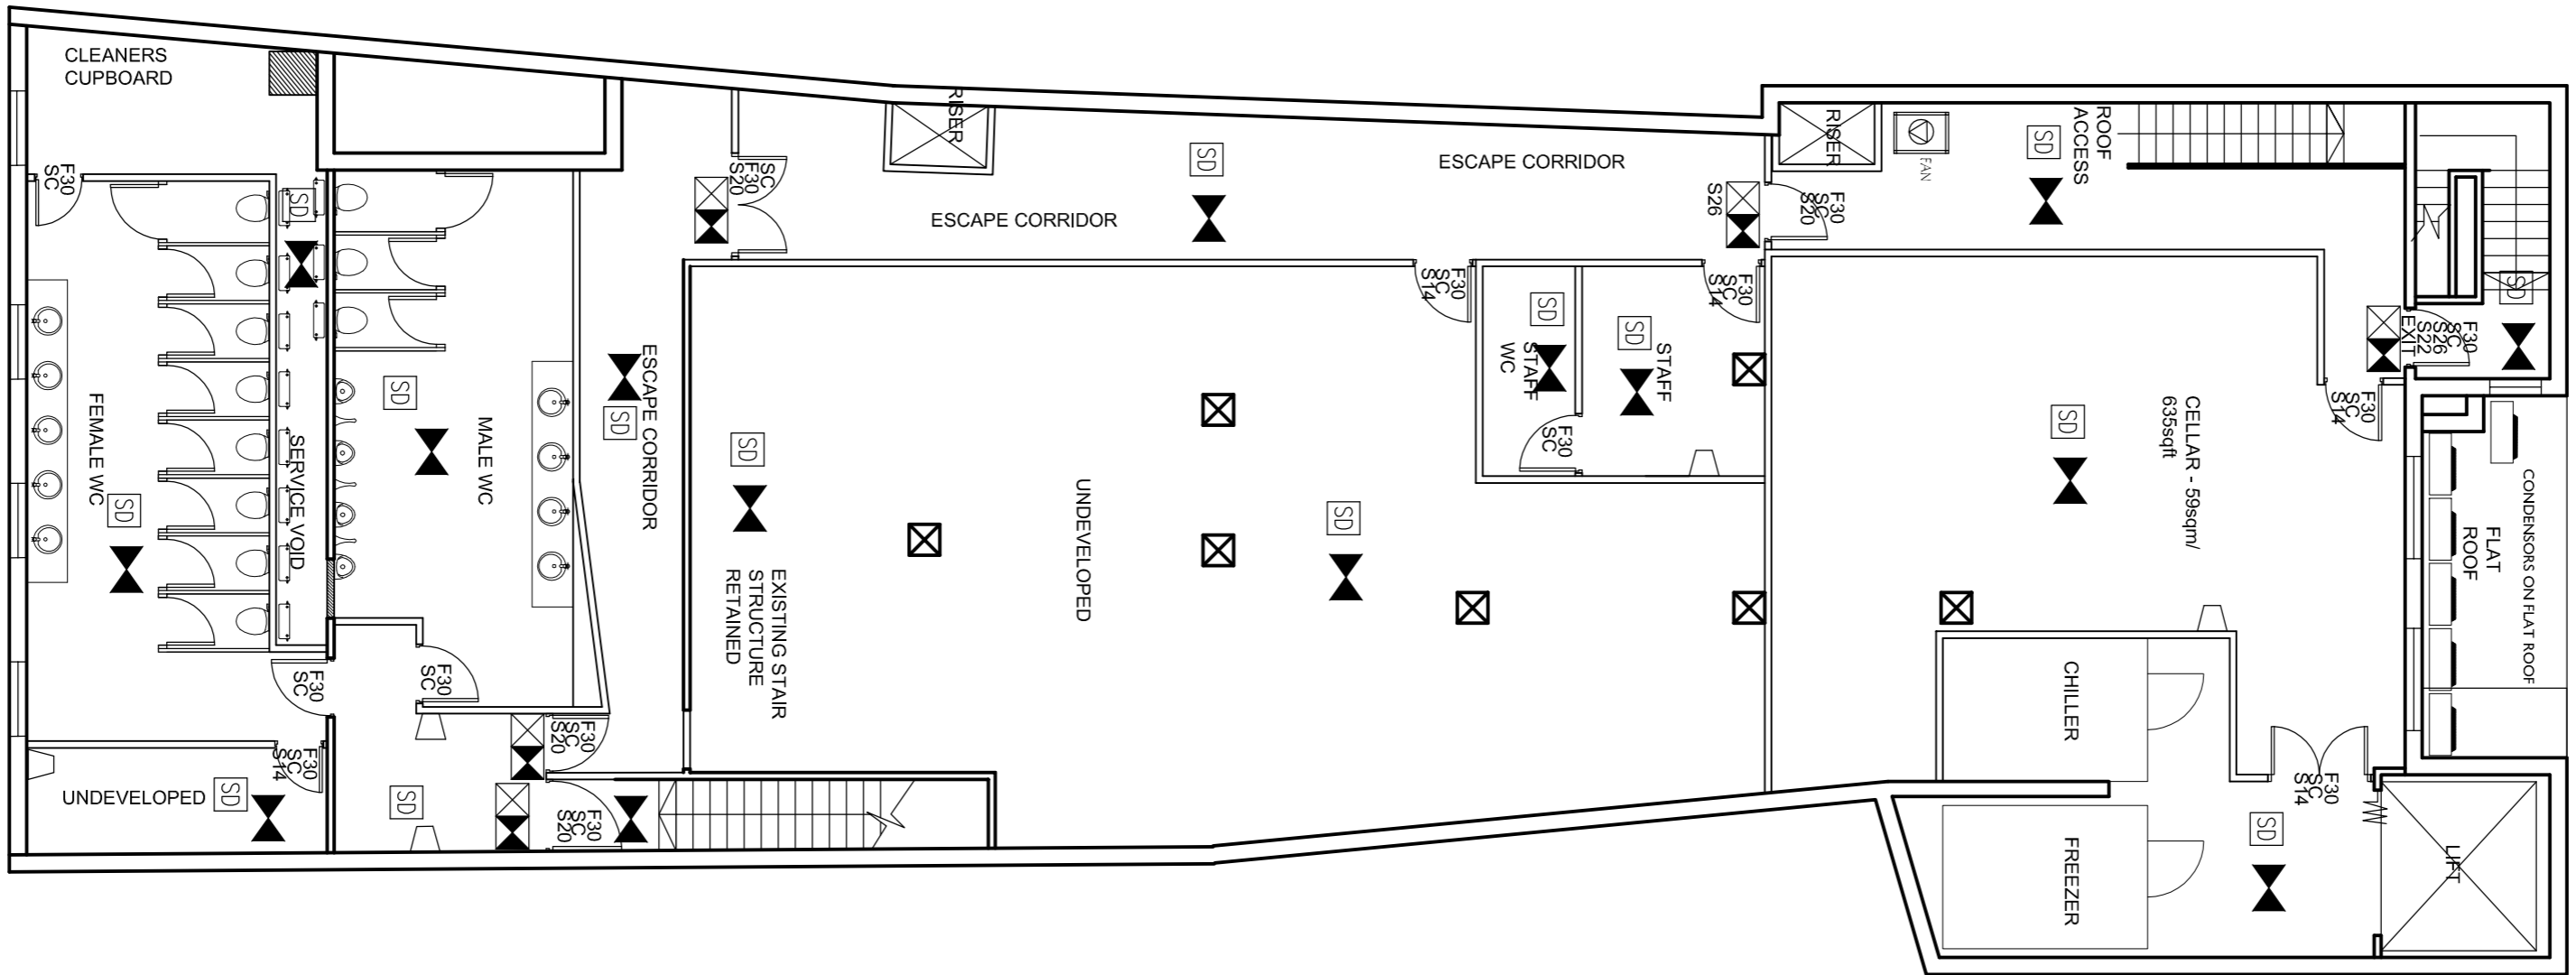 CLEANERS
CUPBOARD
F30
SC
SD
FEMALE WC
SD
SERVICE VOID
SD
MALE WC
F30
SC
F30
SC
F30
SC
S14
UNDEVELOPED
SD
SD
F30
SC
S20
F30
SC
S20
ESCAPE CORRIDOR
SD
SC
F30
S20
RISER
SD
ESCAPE CORRIDOR
ESCAPE CORRIDOR
SD
EXISTING STAIR
STRUCTURE
RETAINED
UNDEVELOPED
SD
F30
SC
S14
SD
STAFF
WC
F30
SC
SD
STAFF
F30
SC
S14
S26
F30
SC
S20
RISER
FAN
SD
ROOF
ACCESS
SD
CELLAR - 59sqm/
635sqft
F30
SC
S14
F30
SC
S26
S22
EXIT
SD
CONDENSORS ON FLAT ROOF
FLAT
ROOF
CHILLER
FREEZER
F30
SC
S14
SD
LIFT